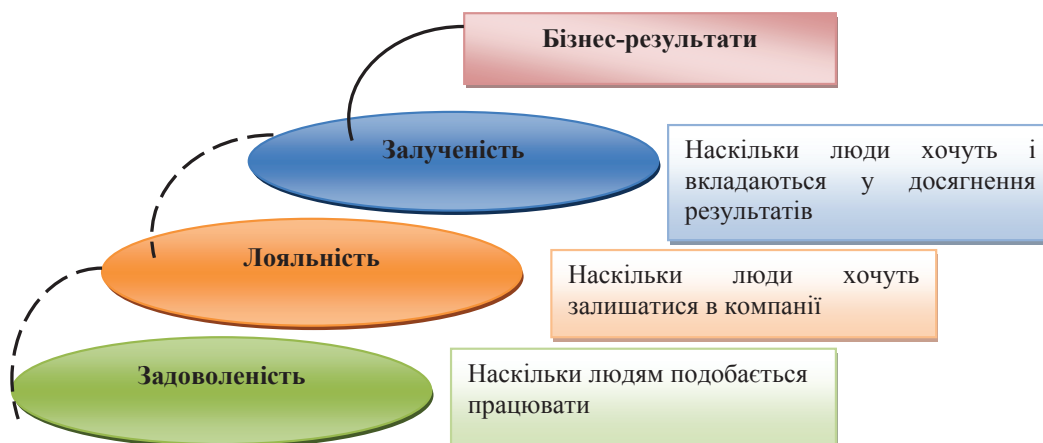 Бізнес-результати
Залученість
Наскільки люди хочуть і
вкладаються у досягнення
результатів
Лояльність
Наскільки люди хочуть
залишатися в компанії
Задоволеність
Наскільки людям подобається
працювати